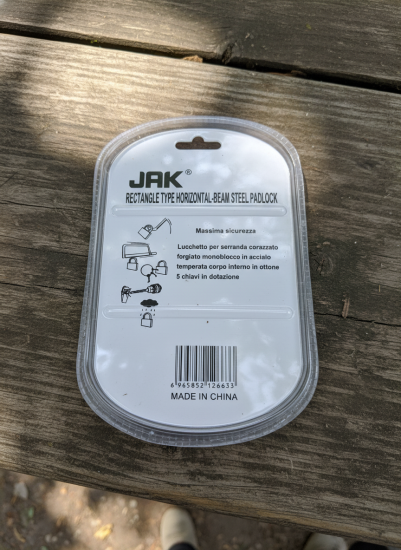 JAK ®
RECTANGLE TYPE HORIZONTAL-BEAM STEEL PADLOCK
Massima sicurezza
Lucchetto per serranda corazzato
forgiato monoblocco in accialo
temperata corpo interno in ottone
5 chiavi in dotazione
6 965852 126633
MADE IN CHINA